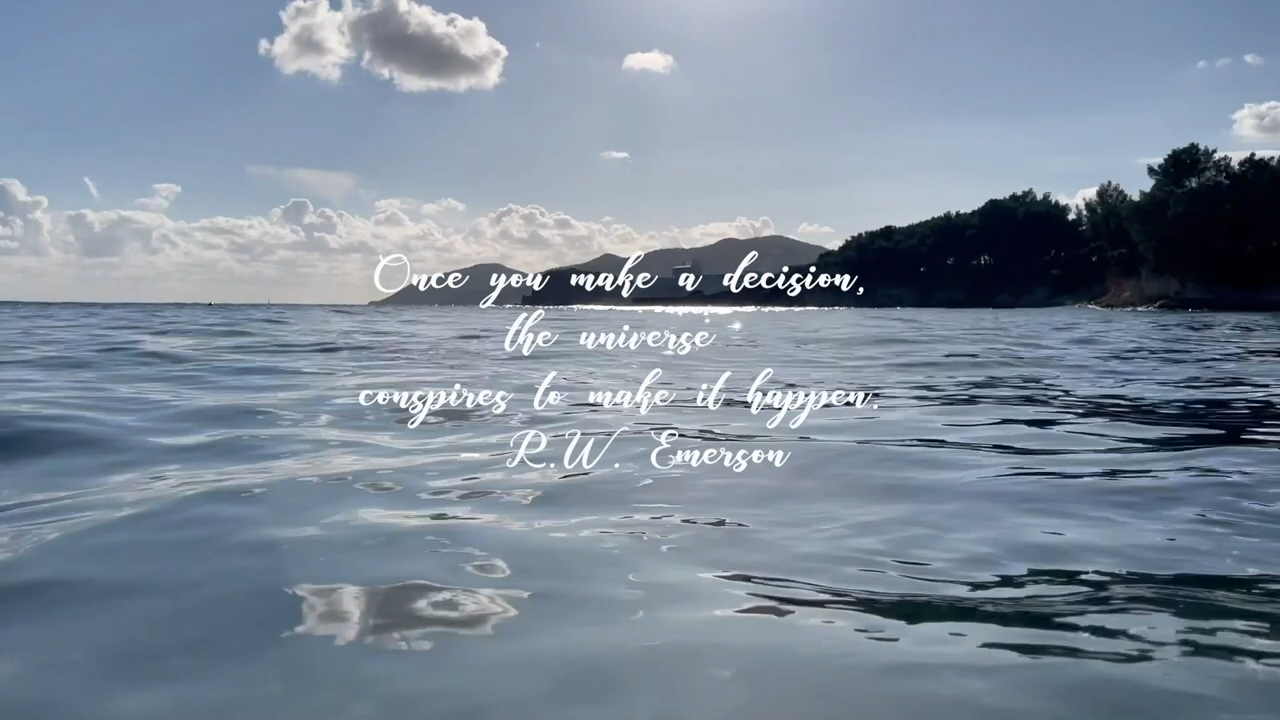 Once you make a decision,
the universe
conspires to make it happen.
- R.W. Emerson